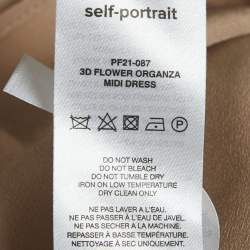 self-portrait
PF21-087
3D FLOWER ORGANZA
MIDI DRESS
DO NOT WASH
DO NOT BLEACH
DO NOT TUMBLE DRY
IRON ON LOW TEMPERATURE
DRY CLEAN ONLY
NE PAS LAVER A L'EAU.
NE PAS PASSER A L'EAU DE JAVEL.
NE PAS SECHER A LA MACHINE.
REPASSER À BASSE TEMPÉRATURE.
NETTOYAGE À SEC UNIQUEMENT.